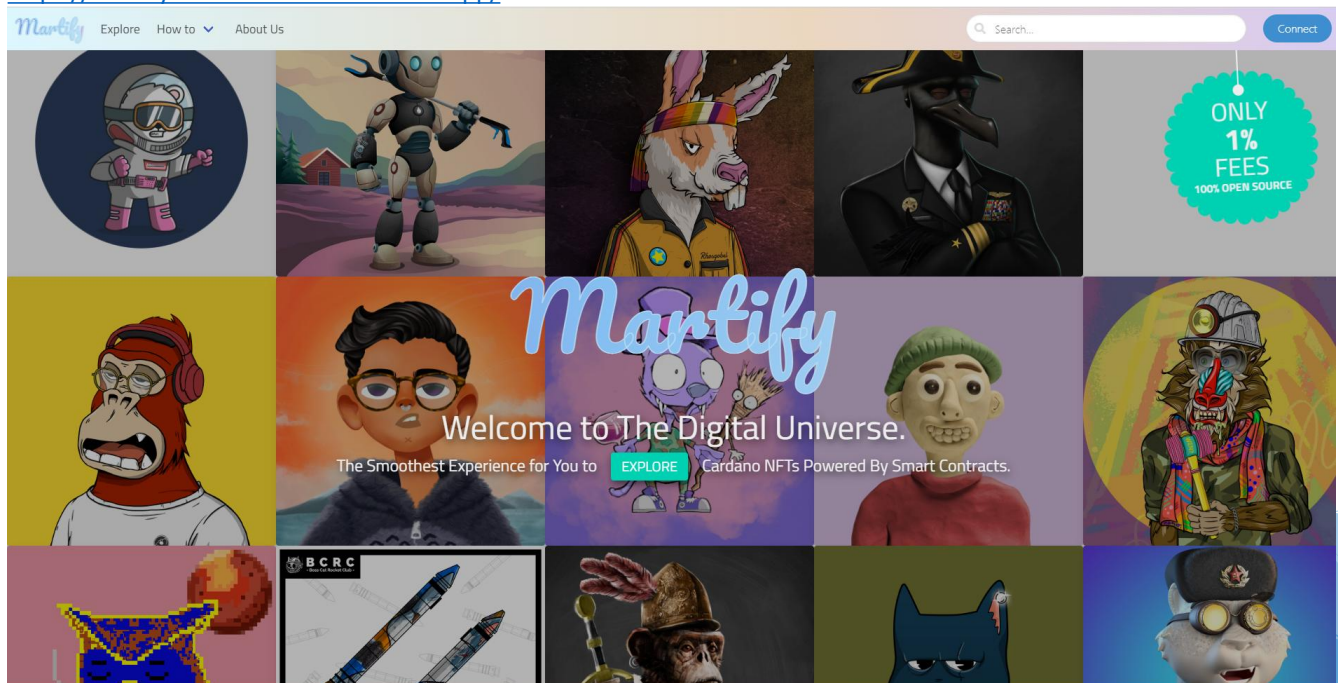 Martify Explore How to About Us Search... Connect
ONLY
1%
FEES
100% OPEN SOURCE
Martify
Welcome to The Digital Universe.
The Smoothest Experience for You to EXPLORE Cardano NFTs Powered By Smart Contracts.
BCRC